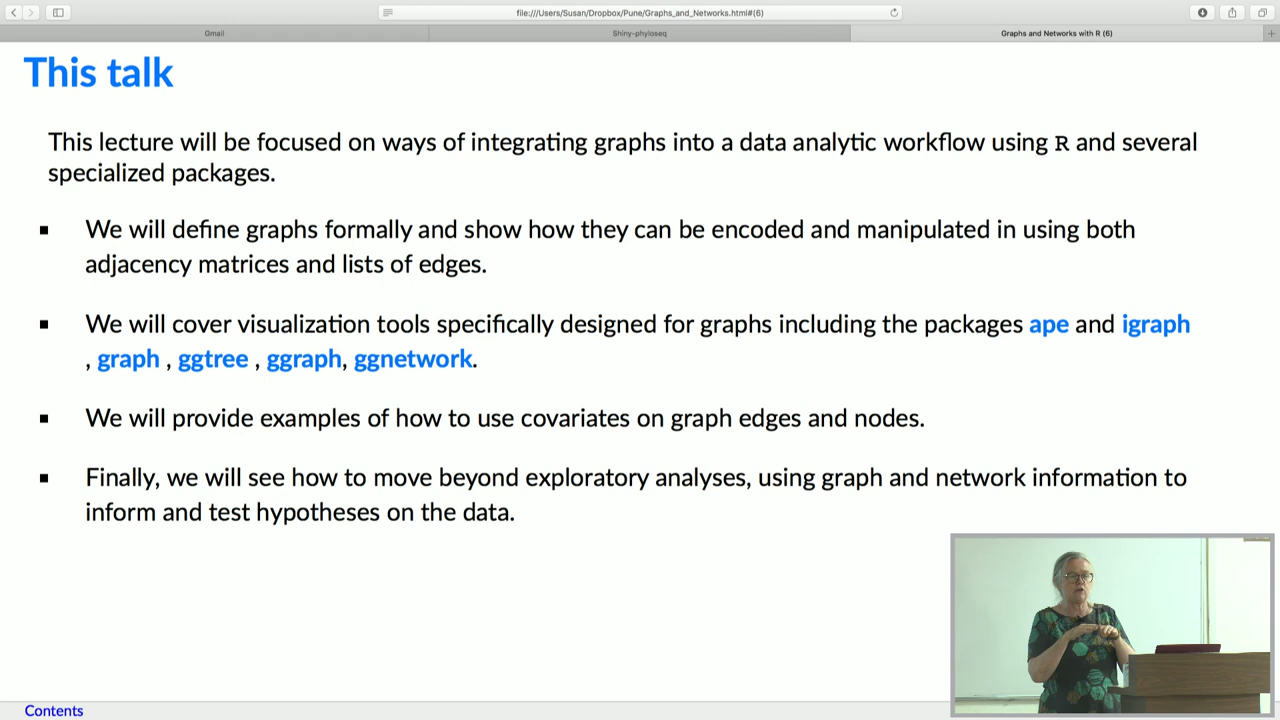 file:///Users/Susan/Dropbox/Pune/Graphs_and_Networks.html#(6)
Gmail
Shiny-phyloseq
Graphs and Networks with R (6)
This talk
This lecture will be focused on ways of integrating graphs into a data analytic workflow using R and several
specialized packages.
▪ We will define graphs formally and show how they can be encoded and manipulated in using both
adjacency matrices and lists of edges.
▪ We will cover visualization tools specifically designed for graphs including the packages ape and igraph
, graph , ggtree , ggraph, ggnetwork.
▪ We will provide examples of how to use covariates on graph edges and nodes.
▪ Finally, we will see how to move beyond exploratory analyses, using graph and network information to
inform and test hypotheses on the data.
Contents